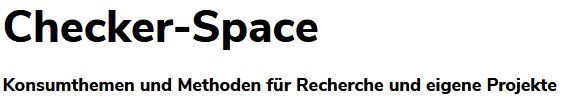 Checker-Space
Konsumthemen und Methoden für Recherche und eigene Projekte